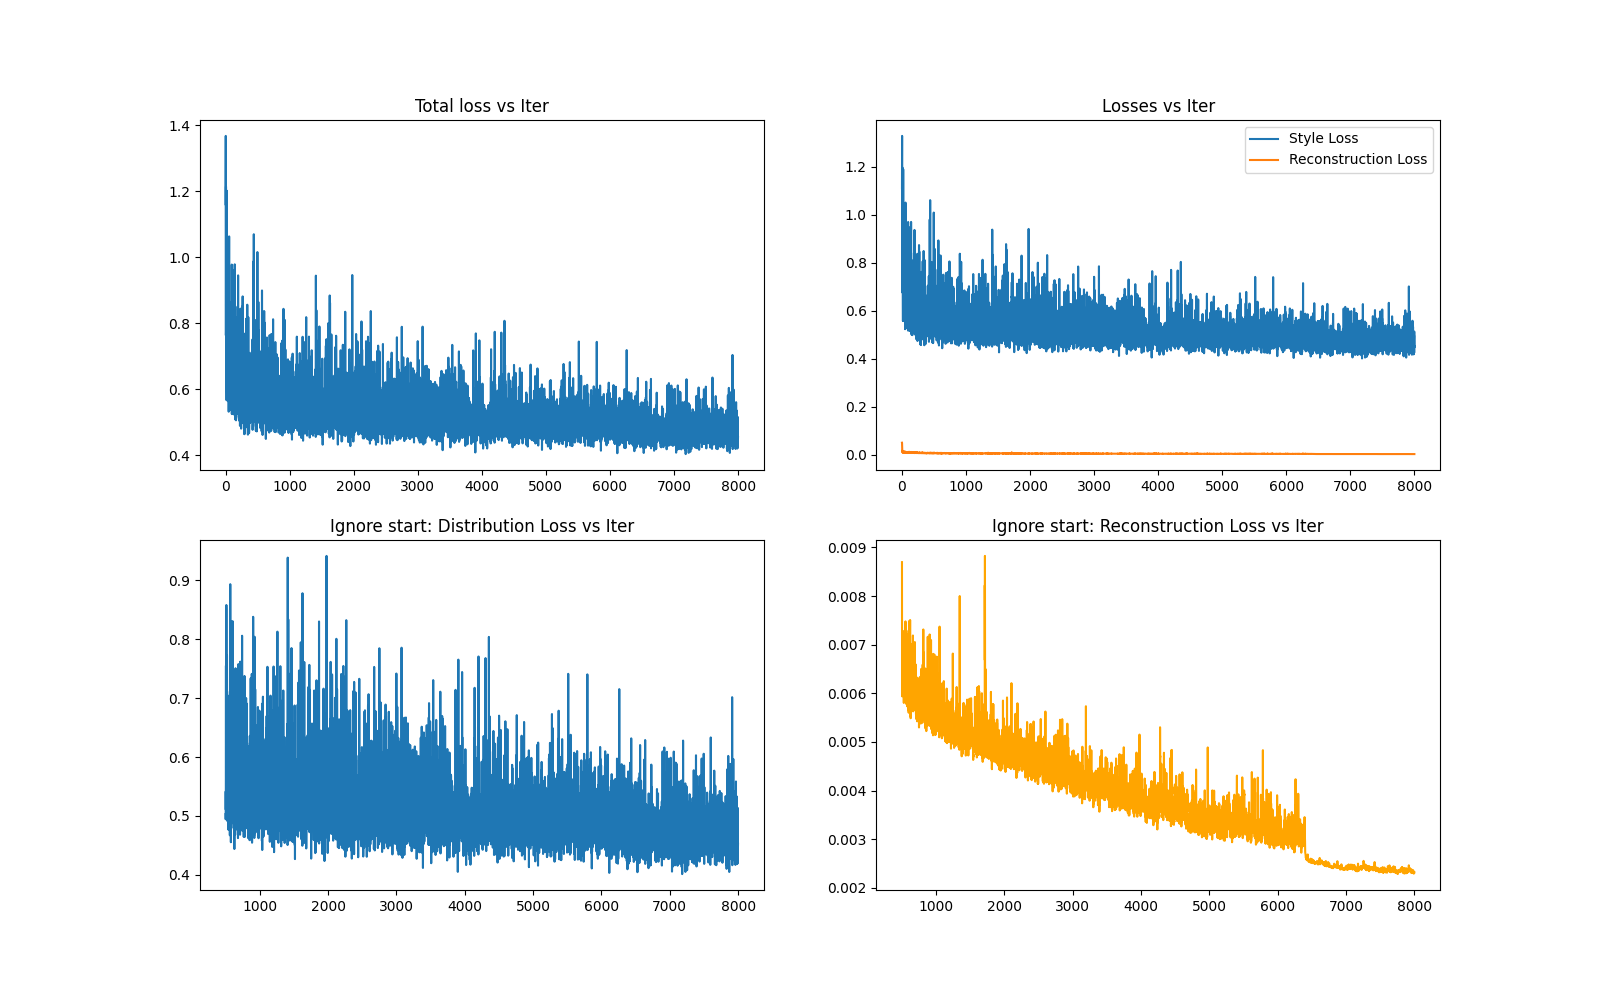 Total loss vs Iter
1.4
1.2
1.0
0.8
0.6
0.4
0 1000 2000 3000 4000 5000 6000 7000 8000
Losses vs Iter
Style Loss
Reconstruction Loss
1.2
1.0
0.8
0.6
0.4
0.2
0.0
0 1000 2000 3000 4000 5000 6000 7000 8000
Ignore start: Distribution Loss vs Iter
0.9
0.8
0.7
0.6
0.5
0.4
1000 2000 3000 4000 5000 6000 7000 8000
Ignore start: Reconstruction Loss vs Iter
0.009
0.008
0.007
0.006
0.005
0.004
0.003
0.002
1000 2000 3000 4000 5000 6000 7000 8000